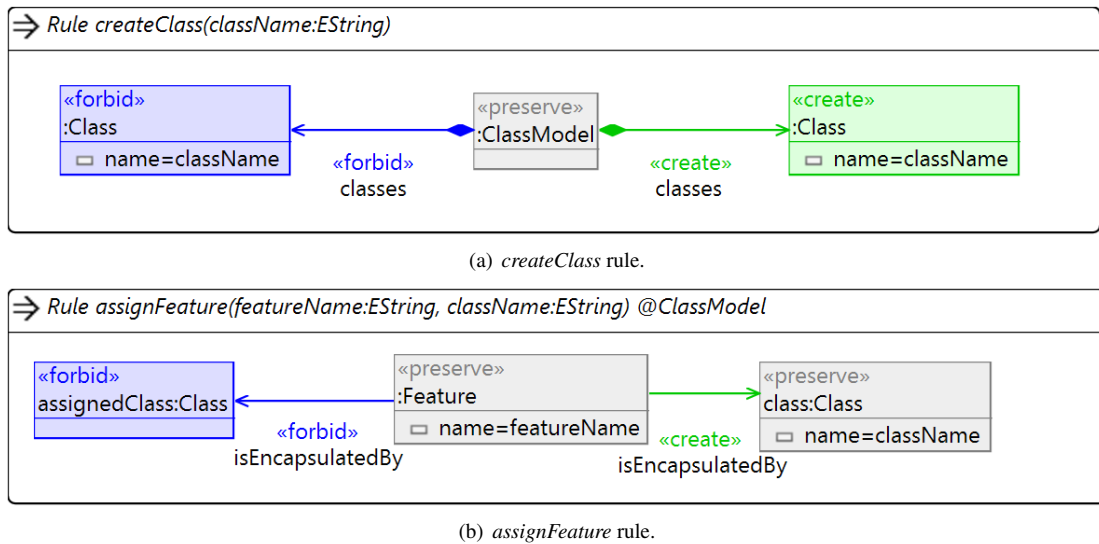 Rule createClass(className:EString)
«forbid»
:Class
name=className
«forbid»
classes
«preserve»
:ClassModel
«create»
classes
«create»
:Class
name=className
(a) createClass rule.
Rule assignFeature(featureName:EString, className:EString) @ClassModel
«forbid»
assignedClass:Class
«forbid»
isEncapsulatedBy
«preserve»
:Feature
name=featureName
«create»
isEncapsulatedBy
«preserve»
class:Class
name=className
(b) assignFeature rule.